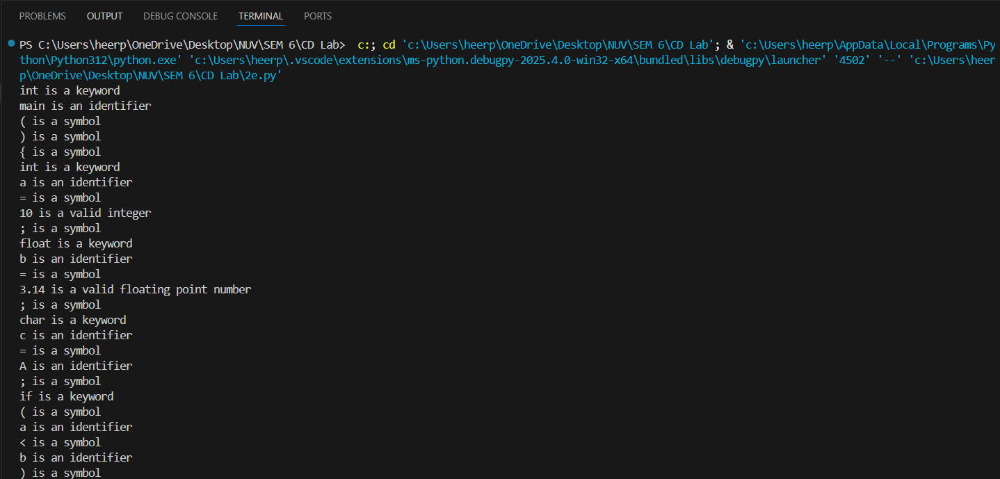 PROBLEMS OUTPUT DEBUG CONSOLE TERMINAL PORTS
PS C:\Users\heerp\OneDrive\Desktop\NUV\SEM 6\CD Lab>  c:; cd 'c:\Users\heerp\OneDrive\Desktop\NUV\SEM 6\CD Lab'; & 'c:\Users\heerp\AppData\Local\Programs\Py
thon\Python312\python.exe' 'c:\Users\heerp\.vscode\extensions\ms-python.debugpy-2025.4.0-win32-x64\bundled\libs\debugpy\launcher' '4502' '--' 'c:\Users\heer
p\OneDrive\Desktop\NUV\SEM 6\CD Lab\2e.py'
int is a keyword
main is an identifier
( is a symbol
) is a symbol
{ is a symbol
int is a keyword
a is an identifier
= is a symbol
10 is a valid integer
; is a symbol
float is a keyword
b is an identifier
= is a symbol
3.14 is a valid floating point number
; is a symbol
char is a keyword
c is an identifier
= is a symbol
A is an identifier
; is a symbol
if is a keyword
( is a symbol
a is an identifier
< is a symbol
b is an identifier
) is a symbol